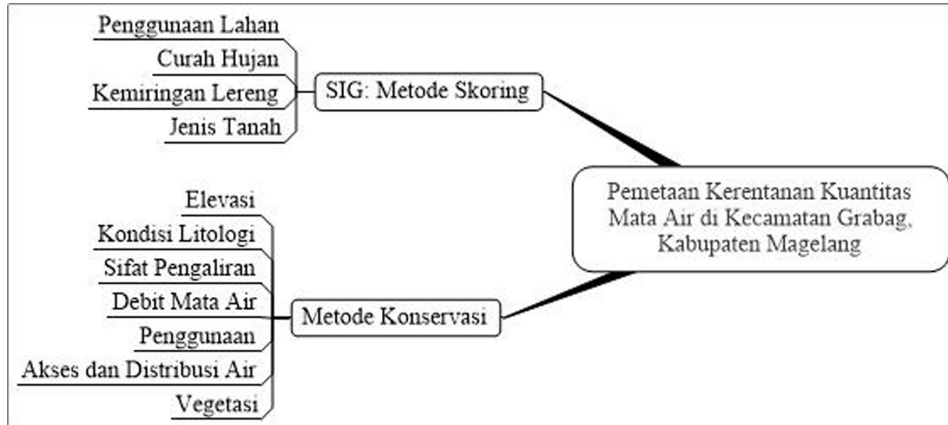 Penggunaan Lahan
Curah Hujan
Kemiringan Lereng
Jenis Tanah
SIG: Metode Skoring
Elevasi
Kondisi Litologi
Sifat Pengaliran
Debit Mata Air
Penggunaan
Akses dan Distribusi Air
Vegetasi
Metode Konservasi
Pemetaan Kerentanan Kuantitas
Mata Air di Kecamatan Grabag,
Kabupaten Magelang